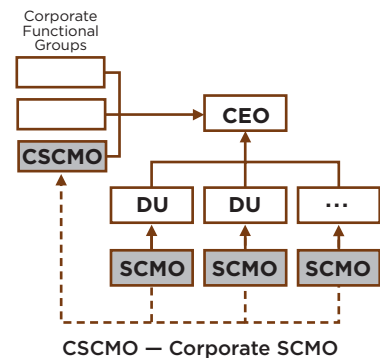 Corporate
Functional
Groups
CEO
CSCMO
DU DU ...
SCMO SCMO SCMO
CSCMO — Corporate SCMO